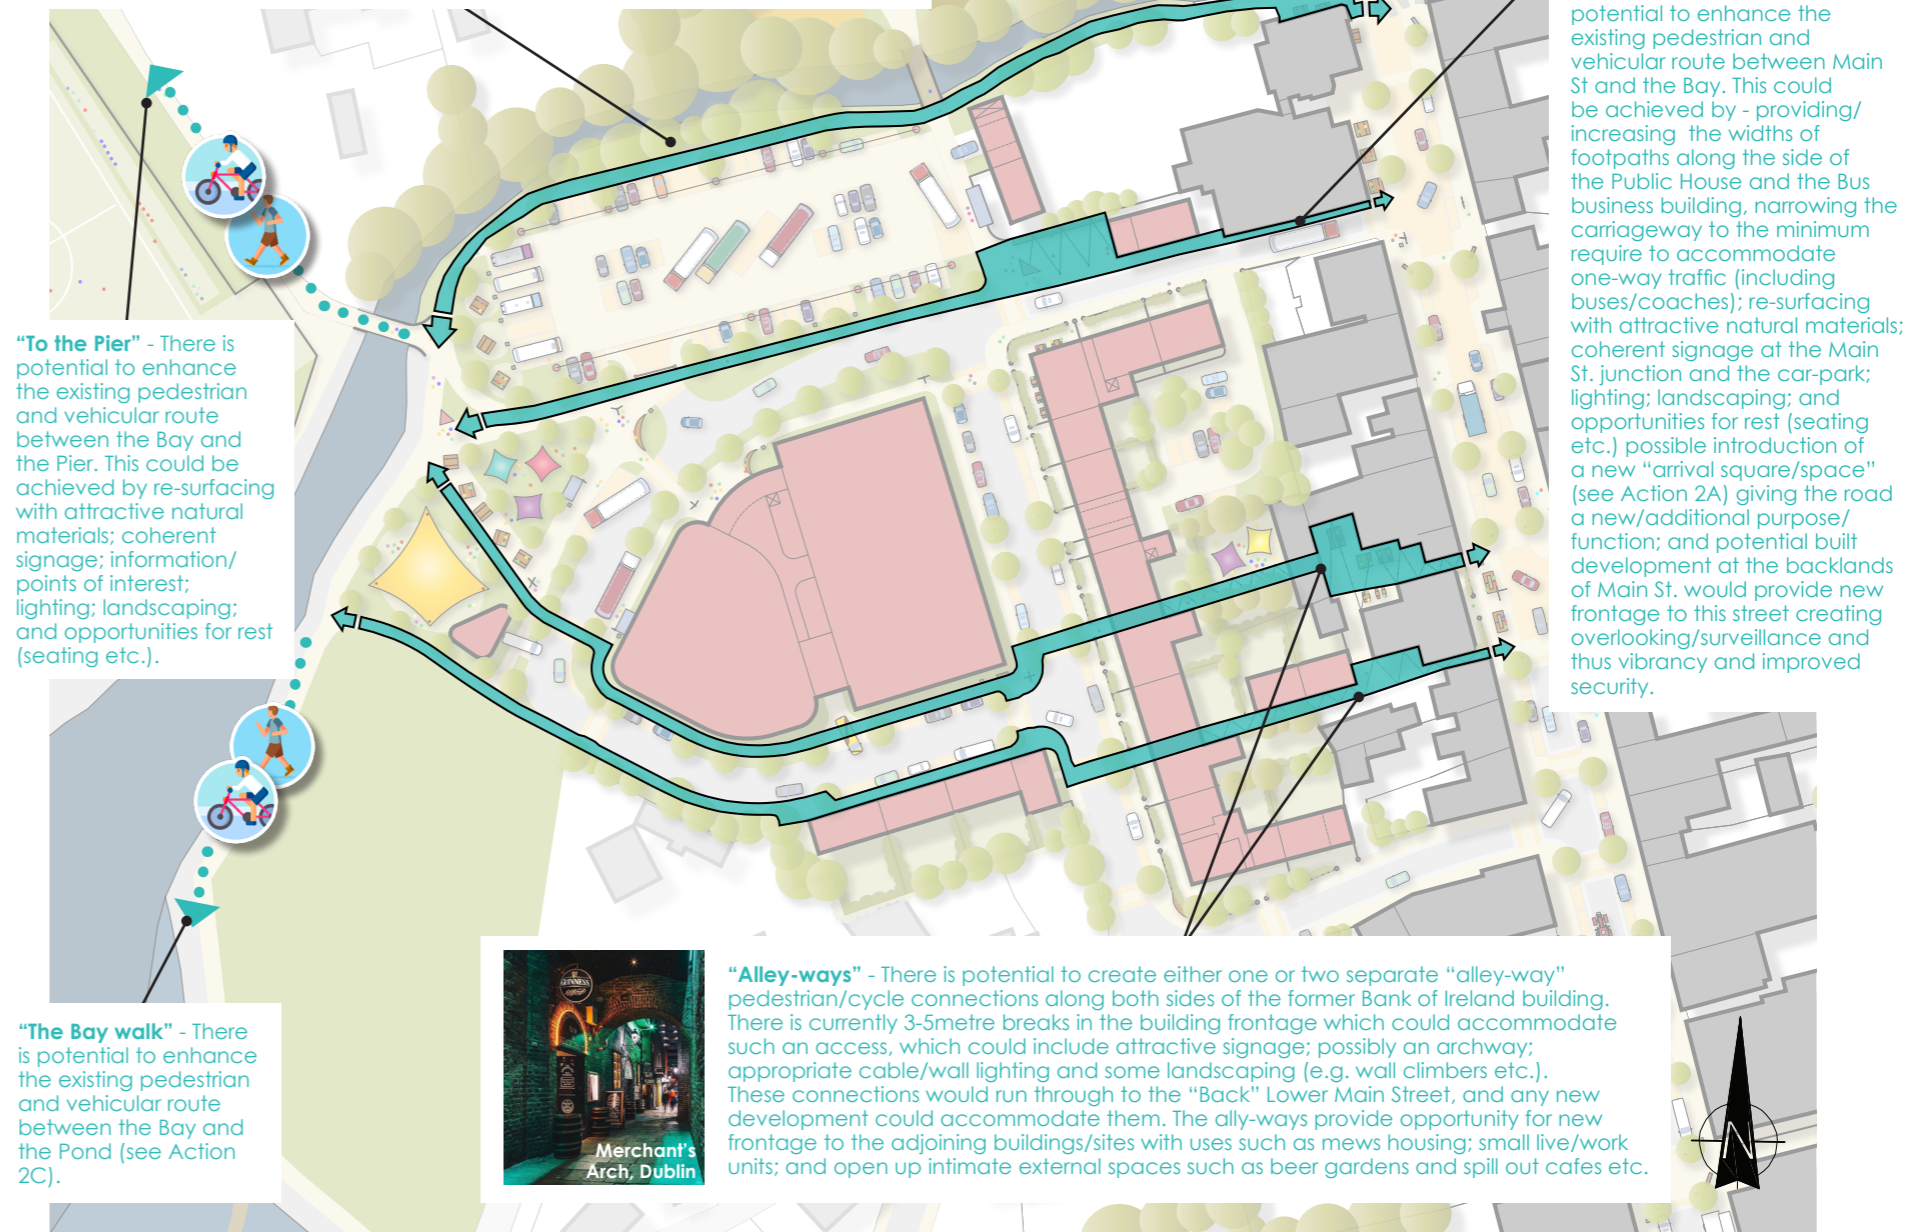 potential to enhance the
existing pedestrian and
vehicular route between Main
St and the Bay. This could
be achieved by - providing/
increasing  the widths of
footpaths along the side of
the Public House and the Bus
business building, narrowing the
carriageway to the minimum
require to accommodate
one-way traffic (including
buses/coaches); re-surfacing
with attractive natural materials;
coherent signage at the Main
St. junction and the car-park;
lighting; landscaping; and
opportunities for rest (seating
etc.) possible introduction of
a new “arrival square/space”
(see Action 2A) giving the road
a new/additional purpose/
function; and potential built
development at the backlands
of Main St. would provide new
frontage to this street creating
overlooking/surveillance and
thus vibrancy and improved
security.
“To the Pier” - There is
potential to enhance
the existing pedestrian
and vehicular route
between the Bay and
the Pier. This could be
achieved by re-surfacing
with attractive natural
materials; coherent
signage; information/
points of interest;
lighting; landscaping;
and opportunities for rest
(seating etc.).
“The Bay walk” - There
is potential to enhance
the existing pedestrian
and vehicular route
between the Bay and
the Pond (see Action
2C).
GUINNESS
Merchant’s
Arch, Dublin
“Alley-ways” - There is potential to create either one or two separate “alley-way”
pedestrian/cycle connections along both sides of the former Bank of Ireland building.
There is currently 3-5metre breaks in the building frontage which could accommodate
such an access, which could include attractive signage; possibly an archway;
appropriate cable/wall lighting and some landscaping (e.g. wall climbers etc.).
These connections would run through to the “Back” Lower Main Street, and any new
development could accommodate them. The ally-ways provide opportunity for new
frontage to the adjoining buildings/sites with uses such as mews housing; small live/work
units; and open up intimate external spaces such as beer gardens and spill out cafes etc.
N